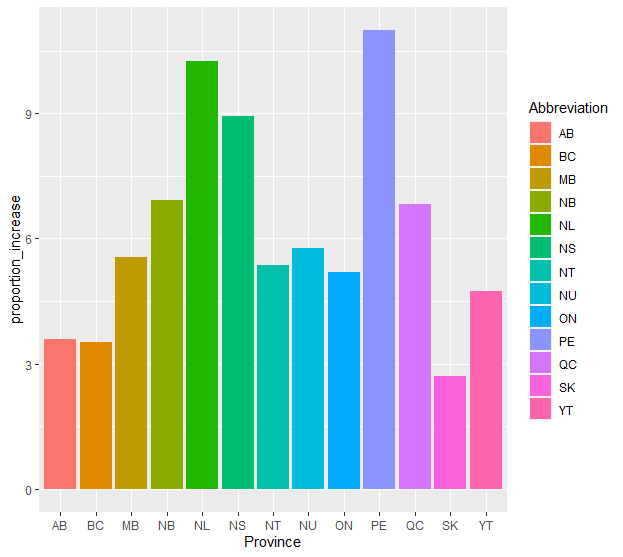 proportion_increase
9
6
3
0
AB BC MB NB NL NS NT NU ON PE QC SK YT
Province
Abbreviation
AB
BC
MB
NB
NL
NS
NT
NU
ON
PE
QC
SK
YT